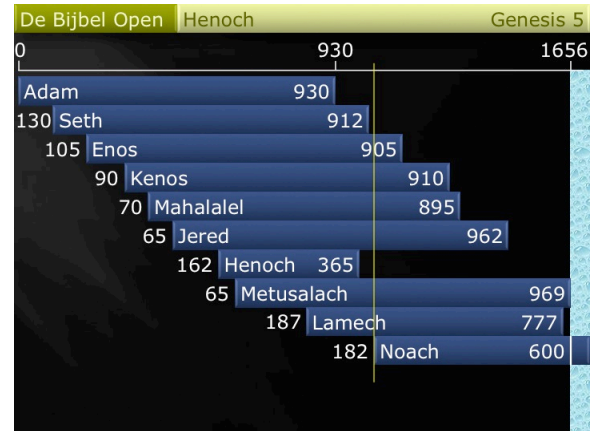 De Bijbel Open Henoch Genesis 5
0 930 1656
Adam 930
130 Seth 912
105 Enos 905
90 Kenos 910
70 Mahalalel 895
65 Jered 962
162 Henoch 365
65 Metusalach 969
187 Lamech 777
182 Noach 600